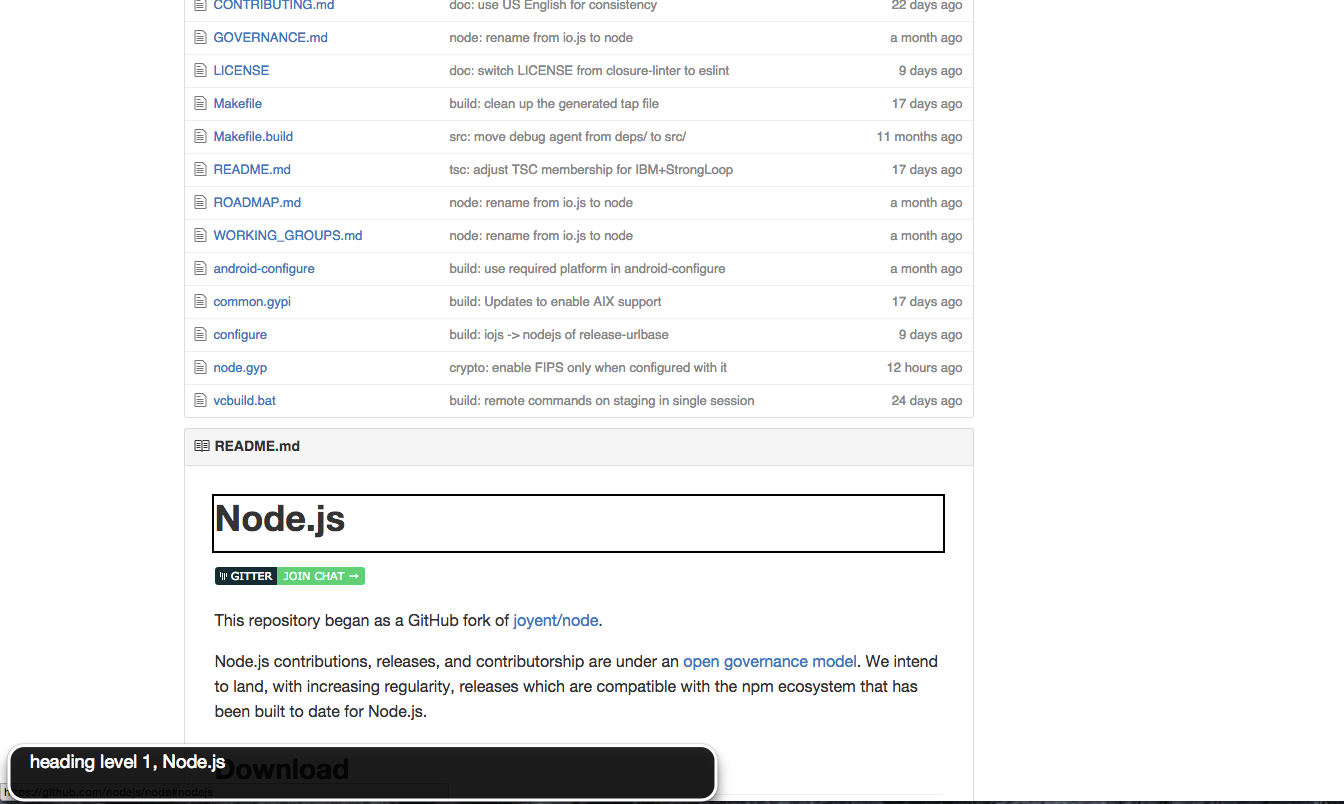 CONTRIBUTING.md doc: use US English for consistency 22 days ago
GOVERNANCE.md node: rename from io.js to node a month ago
LICENSE doc: switch LICENSE from closure-linter to eslint 9 days ago
Makefile build: clean up the generated tap file 17 days ago
Makefile.build src: move debug agent from deps/ to src/ 11 months ago
README.md tsc: adjust TSC membership for IBM+StrongLoop 17 days ago
ROADMAP.md node: rename from io.js to node a month ago
WORKING_GROUPS.md node: rename from io.js to node a month ago
android-configure build: use required platform in android-configure a month ago
common.gypi build: Updates to enable AIX support 17 days ago
configure build: iojs -> nodejs of release-urlbase 9 days ago
node.gyp crypto: enable FIPS only when configured with it 12 hours ago
vcbuild.bat build: remote commands on staging in single session 24 days ago
README.md
Node.js
GITTER JOIN CHAT →
This repository began as a GitHub fork of joyent/node.
Node.js contributions, releases, and contributorship are under an open governance model. We intend
to land, with increasing regularity, releases which are compatible with the npm ecosystem that has
been built to date for Node.js.
heading level 1, Node.js
Download
https://github.com/nodejs/node#nodejs